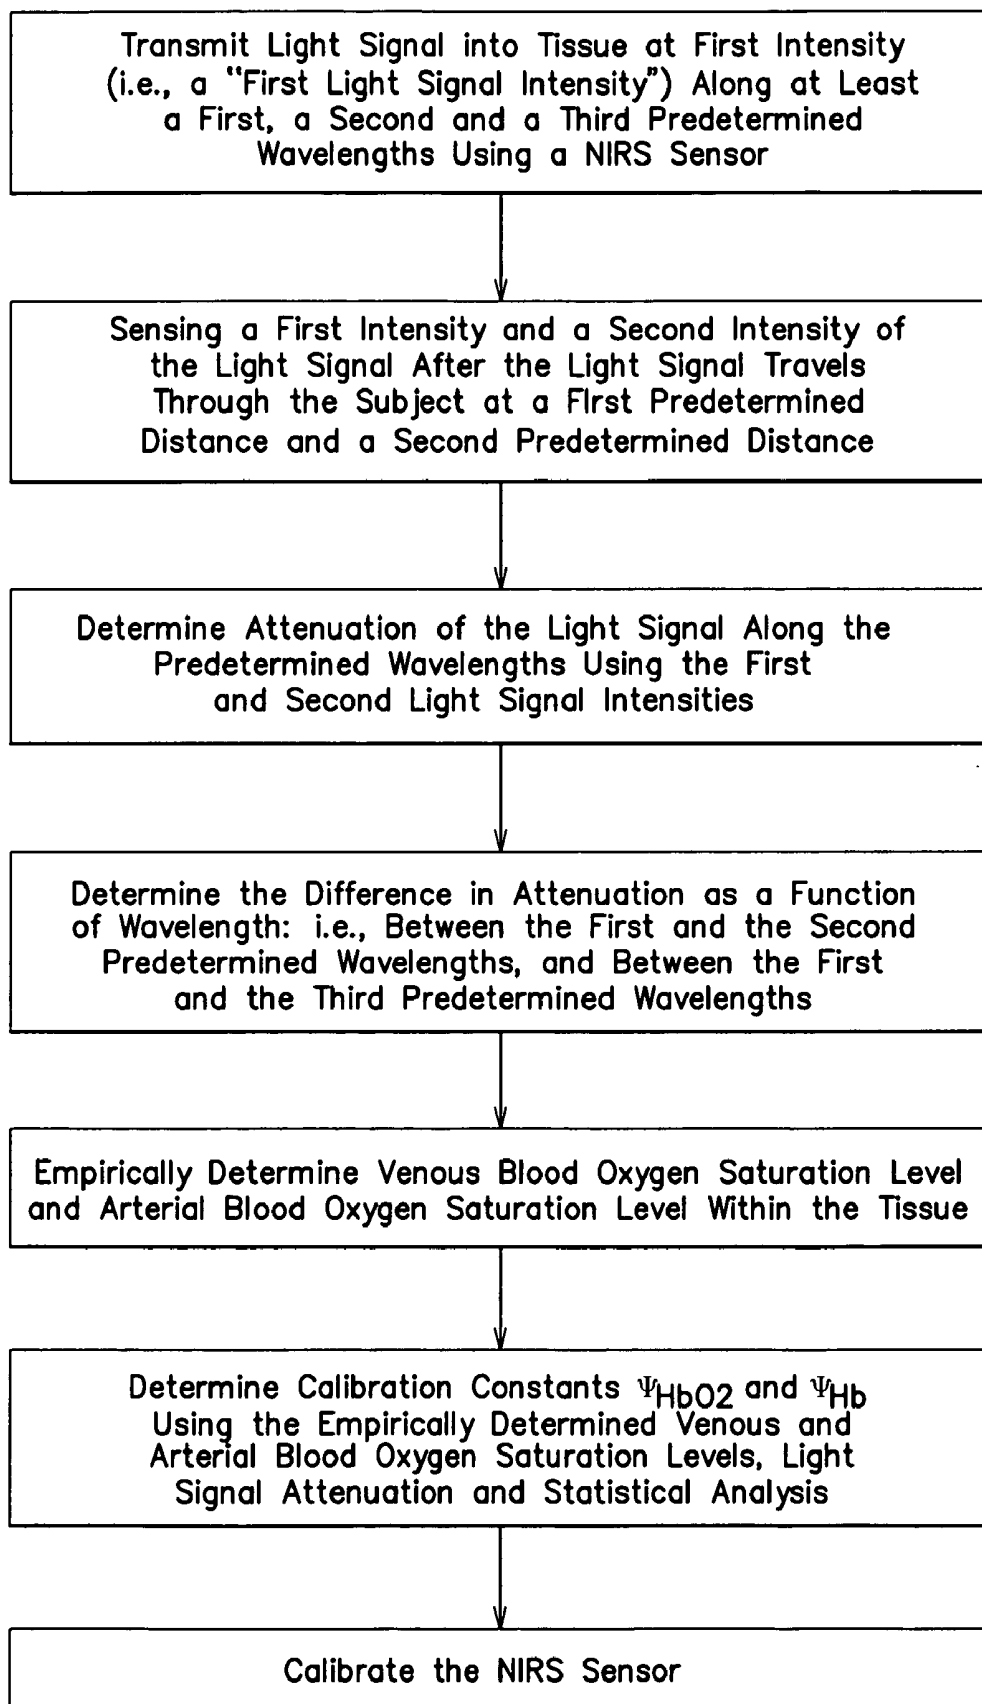 Transmit Light Signal into Tissue at First Intensity
(i.e., a "First Light Signal Intensity") Along at Least
a First, a Second and a Third Predetermined
Wavelengths Using a NIRS Sensor
Sensing a First Intensity and a Second Intensity of
the Light Signal After the Light Signal Travels
Through the Subject at a First Predetermined
Distance and a Second Predetermined Distance
Determine Attenuation of the Light Signal Along the
Predetermined Wavelengths Using the First
and Second Light Signal Intensities
Determine the Difference in Attenuation as a Function
of Wavelength: i.e., Between the First and the Second
Predetermined Wavelengths, and Between the First
and the Third Predetermined Wavelengths
Empirically Determine Venous Blood Oxygen Saturation Level
and Arterial Blood Oxygen Saturation Level Within the Tissue
Determine Calibration Constants ΨHbO2 and ΨHb
Using the Empirically Determined Venous and
Arterial Blood Oxygen Saturation Levels, Light
Signal Attenuation and Statistical Analysis
Calibrate the NIRS Sensor